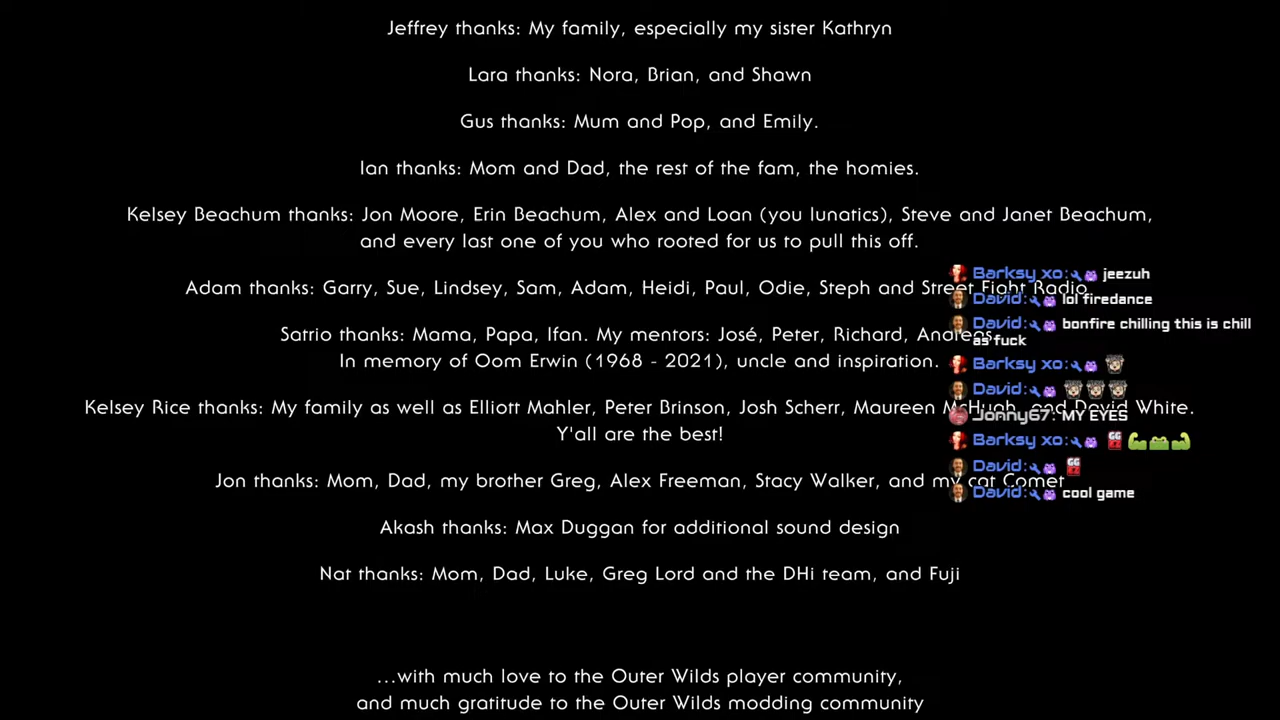 Jeffrey thanks: My family, especially my sister Kathryn
Lara thanks: Nora, Brian, and Shawn
Gus thanks: Mum and Pop, and Emily.
Ian thanks: Mom and Dad, the rest of the fam, the homies.
Kelsey Beachum thanks: Jon Moore, Erin Beachum, Alex and Loan (you lunatics), Steve and Janet Beachum,
and every last one of you who rooted for us to pull this off.
Adam thanks: Garry, Sue, Lindsey, Sam, Adam, Heidi, Paul, Odie, Steph and Street Fight Radio
Satrio thanks: Mama, Papa, Ifan. My mentors: José, Peter, Richard, Andreas
In memory of Oom Erwin (1968 - 2021), uncle and inspiration.
Kelsey Rice thanks: My family as well as Elliott Mahler, Peter Brinson, Josh Scherr, Maureen McHugh, and David White.
Y'all are the best!
Jon thanks: Mom, Dad, my brother Greg, Alex Freeman, Stacy Walker, and my cat Comet
Akash thanks: Max Duggan for additional sound design
Nat thanks: Mom, Dad, Luke, Greg Lord and the DHi team, and Fuji
...with much love to the Outer Wilds player community,
and much gratitude to the Outer Wilds modding community
Barksy xo: jeezuh
David: lol firedance
David: bonfire chilling this is chill
as fuck
Barksy xo:
David:
Jonny67: MY EYES
Barksy xo: GG
David: GG
David: cool game